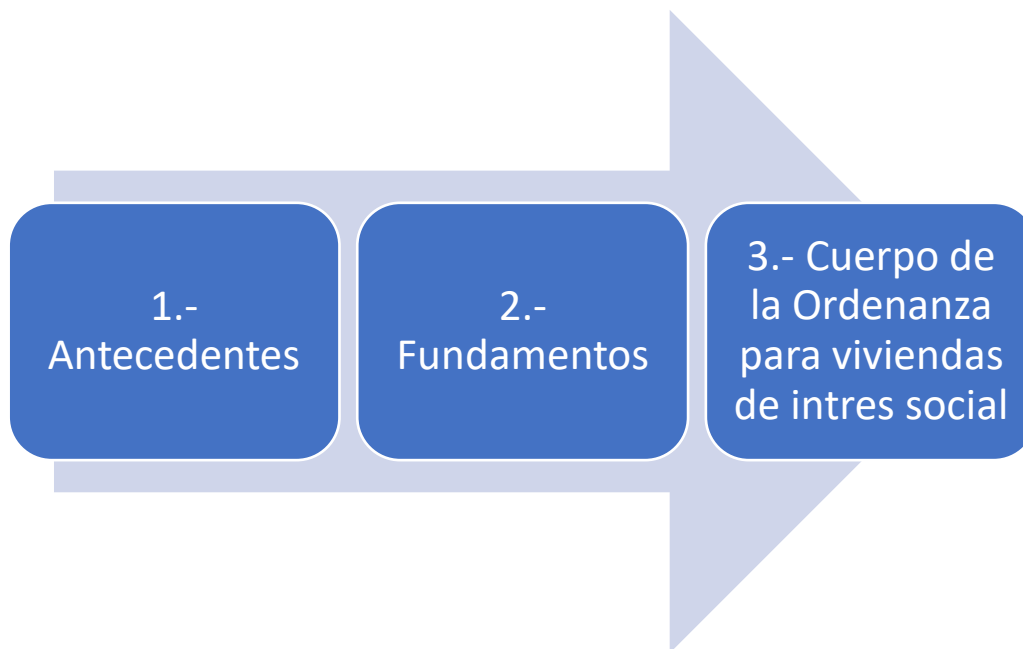 1.-
Antecedentes
2.-
Fundamentos
3.- Cuerpo de
la Ordenanza
para viviendas
de intres social